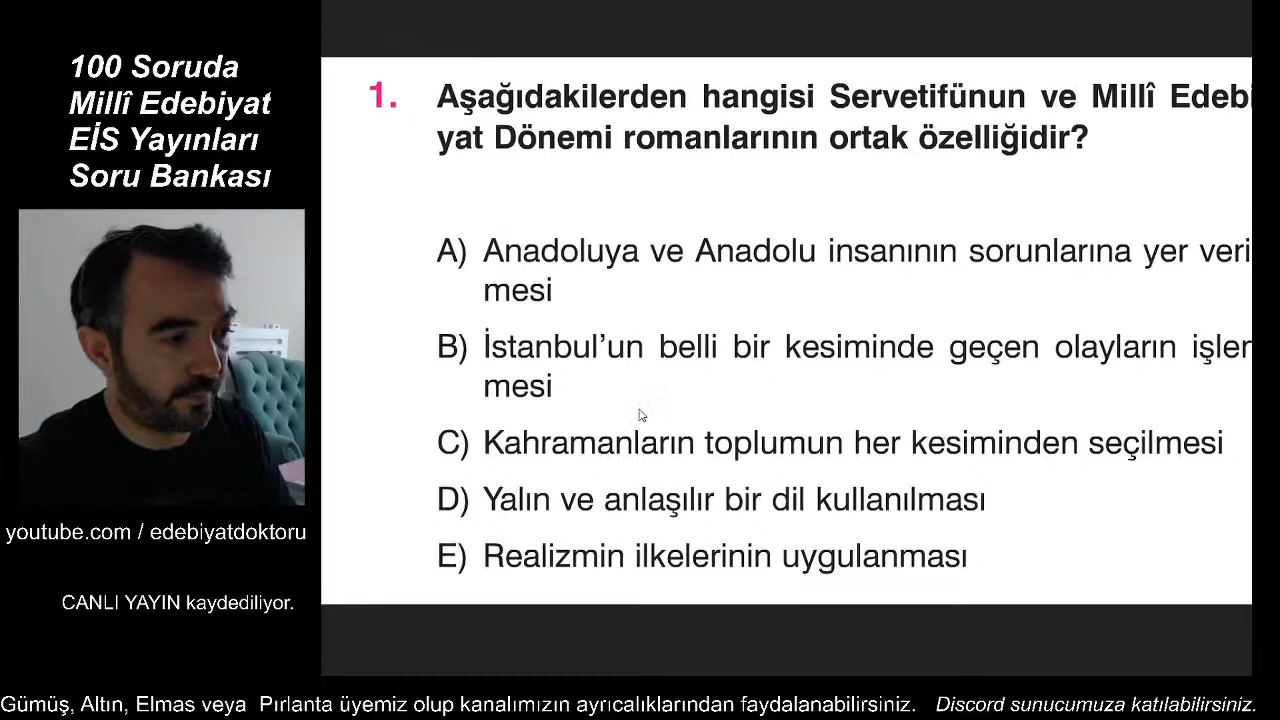 100 Soruda
Millî Edebiyat
EİS Yayınları
Soru Bankası
youtube.com / edebiyatdoktoru
CANLI YAYIN kaydediliyor.
1. Aşağıdakilerden hangisi Servetifünun ve Millî Edebi
yat Dönemi romanlarının ortak özelliğidir?
A) Anadoluya ve Anadolu insanının sorunlarına yer veri
mesi
B) İstanbul’un belli bir kesiminde geçen olayların işlen
mesi
C) Kahramanların toplumun her kesiminden seçilmesi
D) Yalın ve anlaşılır bir dil kullanılması
E) Realizmin ilkelerinin uygulanması
Gümüş, Altın, Elmas veya Pırlanta üyemiz olup kanalımızın ayrıcalıklarından faydalanabilirsiniz. Discord sunucumuza katılabilirsiniz.